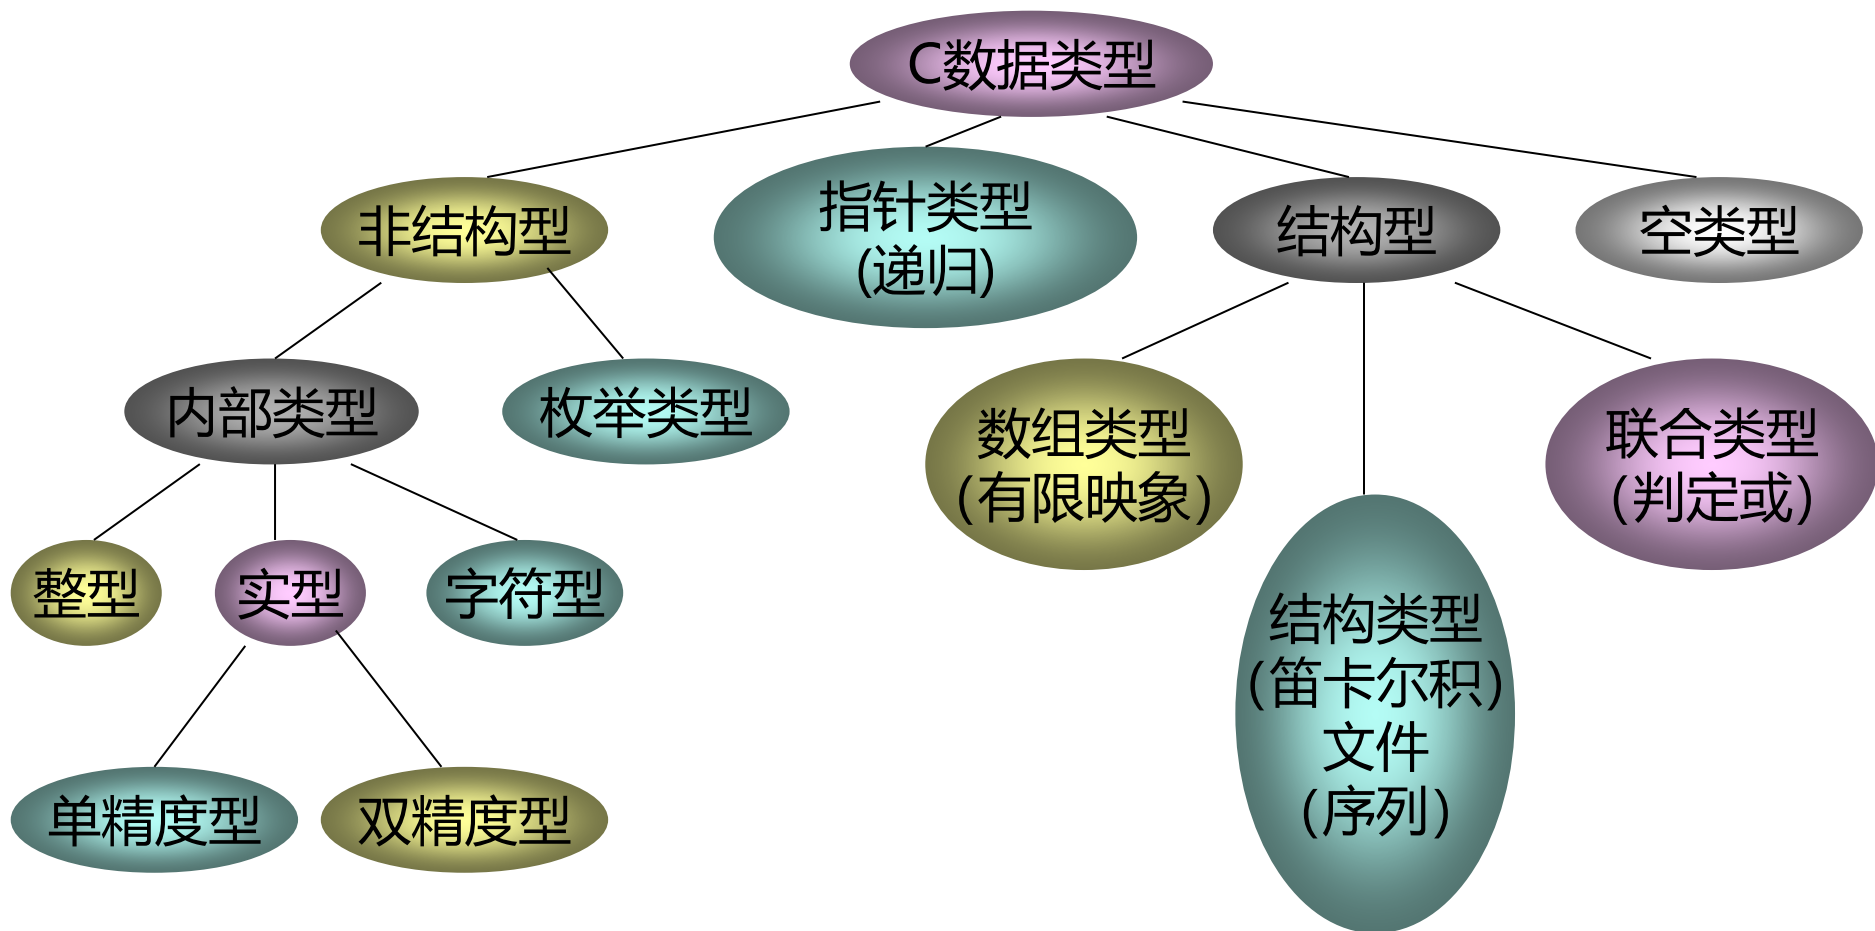 C数据类型
非结构型
指针类型
(递归)
结构型
空类型
内部类型
枚举类型
数组类型
(有限映象)
联合类型
(判定或)
整型
实型
字符型
结构类型
(笛卡尔积)
文件
(序列)
单精度型
双精度型